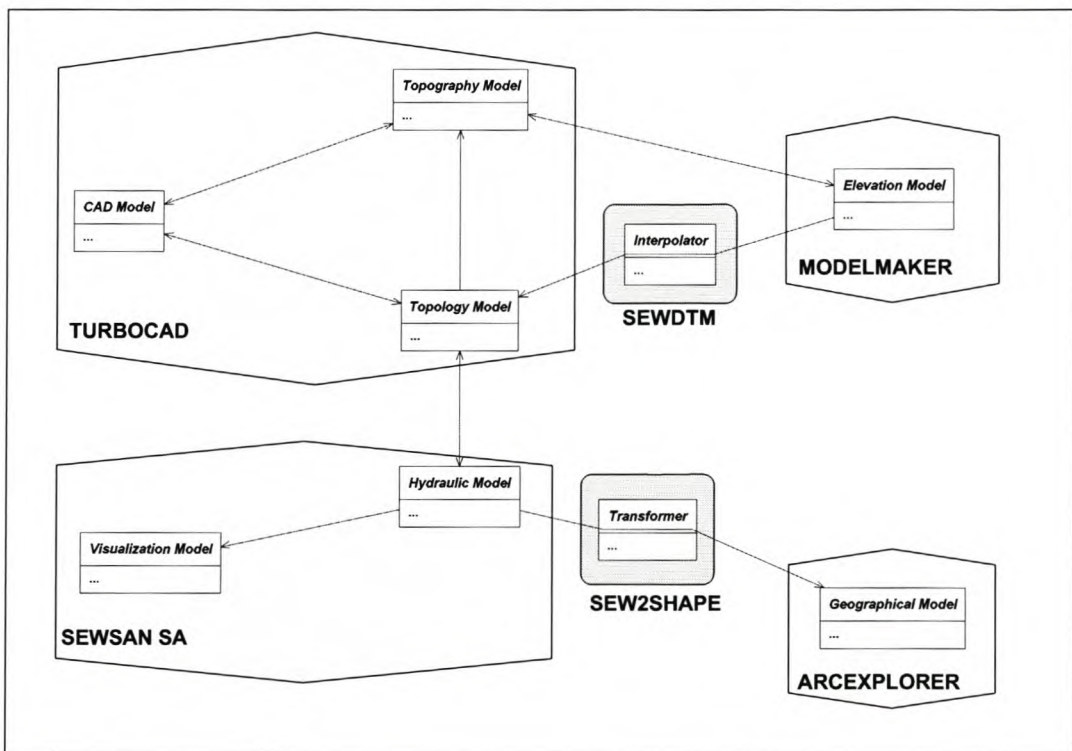 Topography Model
...
CAD Model
...
Topology Model
...
TURBOCAD
Interpolator
...
SEWDTM
Elevation Model
...
MODELMAKER
Hydraulic Model
...
Visualization Model
...
SEWSAN SA
Transformer
...
SEW2SHAPE
Geographical Model
...
ARCEXPLORER